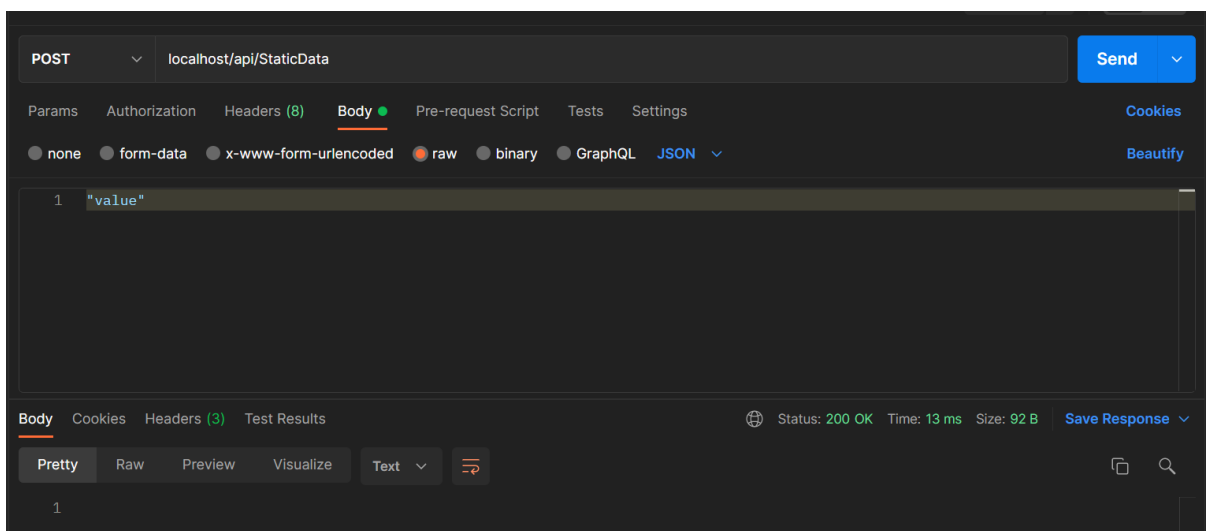 POST localhost/api/StaticData Send
Params Authorization Headers (8) Body Pre-request Script Tests Settings Cookies
none form-data x-www-form-urlencoded raw binary GraphQL JSON Beautify
1 "value"
Body Cookies Headers (3) Test Results Status: 200 OK Time: 13 ms Size: 92 B Save Response
Pretty Raw Preview Visualize Text
1